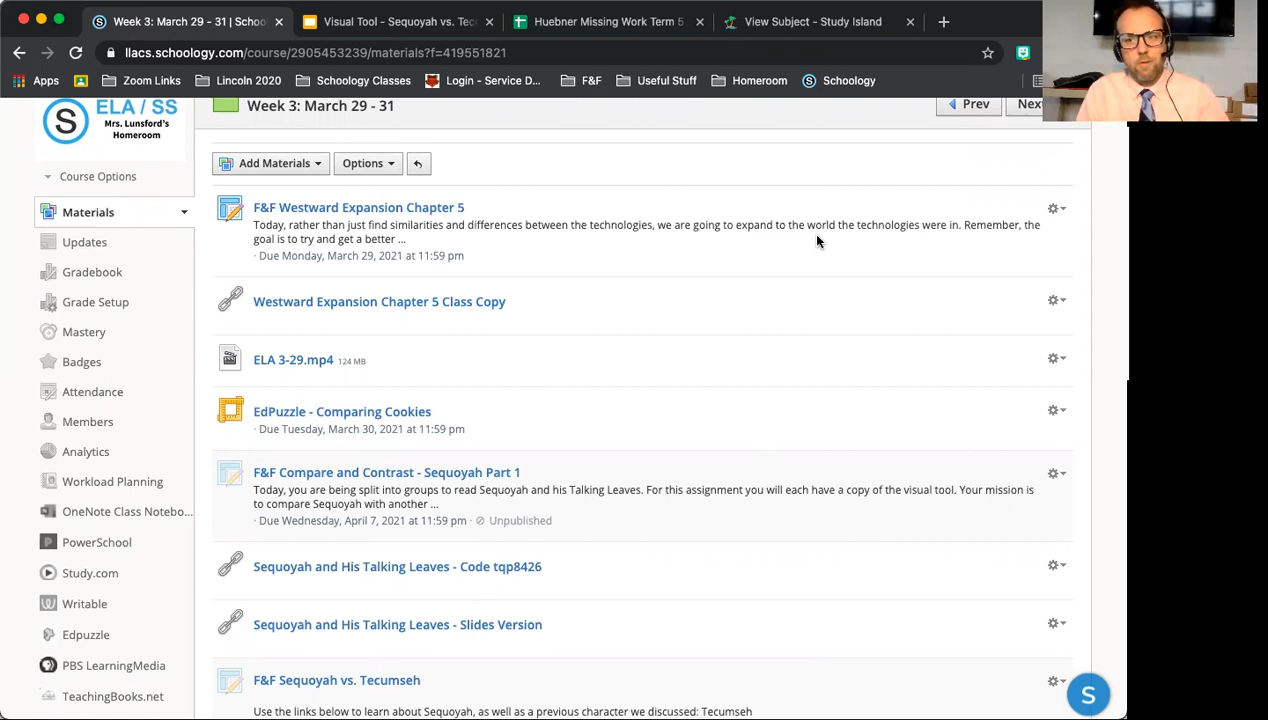 Week 3: March 29 - 31 | Schoo
Visual Tool - Sequoyah vs. Tec
Huebner Missing Work Term 5
View Subject - Study Island
llacs.schoology.com/course/2905453239/materials?f=419551821
Apps
Zoom Links
Lincoln 2020
Schoology Classes
Login - Service D...
F&F
Useful Stuff
Homeroom
Schoology
S ELA / SS
Mrs. Lunsford's
Homeroom
Course Options
Materials
Updates
Gradebook
Grade Setup
Mastery
Badges
Attendance
Members
Analytics
Workload Planning
OneNote Class Notebo...
PowerSchool
Study.com
Writable
Edpuzzle
PBS LearningMedia
TeachingBooks.net
Week 3: March 29 - 31
Prev
Nex
Add Materials
Options
F&F Westward Expansion Chapter 5
Today, rather than just find similarities and differences between the technologies, we are going to expand to the world the technologies were in. Remember, the
goal is to try and get a better ...
· Due Monday, March 29, 2021 at 11:59 pm
Westward Expansion Chapter 5 Class Copy
ELA 3-29.mp4 124 MB
EdPuzzle - Comparing Cookies
· Due Tuesday, March 30, 2021 at 11:59 pm
F&F Compare and Contrast - Sequoyah Part 1
Today, you are being split into groups to read Sequoyah and his Talking Leaves. For this assignment you will each have a copy of the visual tool. Your mission is
to compare Sequoyah with another ...
· Due Wednesday, April 7, 2021 at 11:59 pm · Unpublished
Sequoyah and His Talking Leaves - Code tqp8426
Sequoyah and His Talking Leaves - Slides Version
F&F Sequoyah vs. Tecumseh
Use the links below to learn about Sequoyah, as well as a previous character we discussed: Tecumseh
S